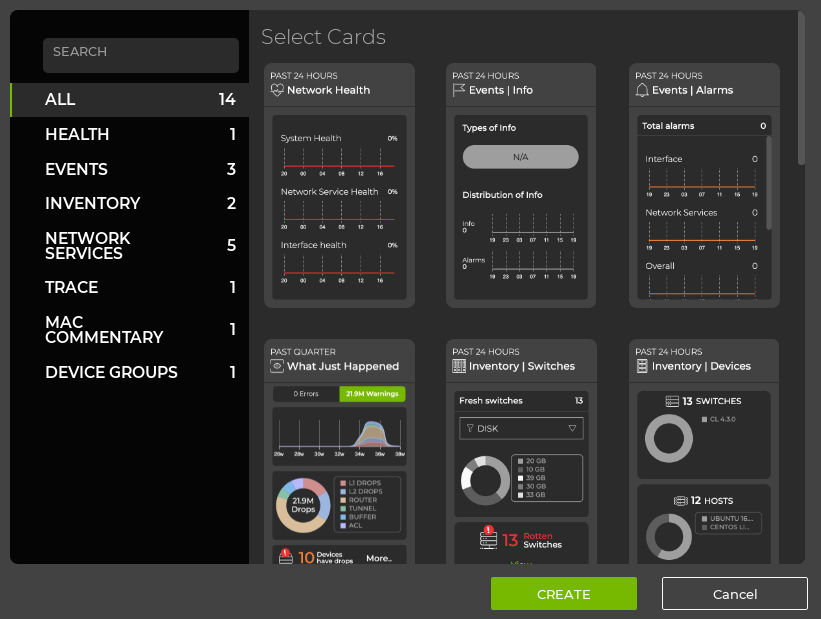 SEARCH
ALL 14
HEALTH 1
EVENTS 3
INVENTORY 2
NETWORK
SERVICES 5
TRACE 1
MAC
COMMENTARY 1
DEVICE GROUPS 1
Select Cards
PAST 24 HOURS
Network Health
System Health 0%
20 00 04 08 12 16
Network Service Health 0%
20 00 04 08 12 16
Interface health 0%
20 00 04 08 12 16
PAST 24 HOURS
Events | Info
Types of Info
N/A
Distribution of Info
Info
0
19 23 03 07 11 15 19
Alarms
0
19 23 03 07 11 15 19
PAST 24 HOURS
Events | Alarms
Total alarms 0
Interface 0
19 23 03 07 11 15 19
Network Services 0
19 23 03 07 11 15 19
Overall 0
PAST QUARTER
What Just Happened
0 Errors 21.9M Warnings
26w 28w 30w 32w 34w 36w 38w
21.9M
Drops
L1 DROPS
L2 DROPS
ROUTER
TUNNEL
BUFFER
ACL
1
10 Devices
have drops
More..
PAST 24 HOURS
Inventory | Switches
Fresh switches 13
DISK
20 GB
10 GB
39 GB
30 GB
33 GB
1
13 Rotten
Switches
PAST 24 HOURS
Inventory | Devices
13 SWITCHES
CL 4.3.0
12 HOSTS
UBUNTU 16....
CENTOS LI...
CREATE
Cancel